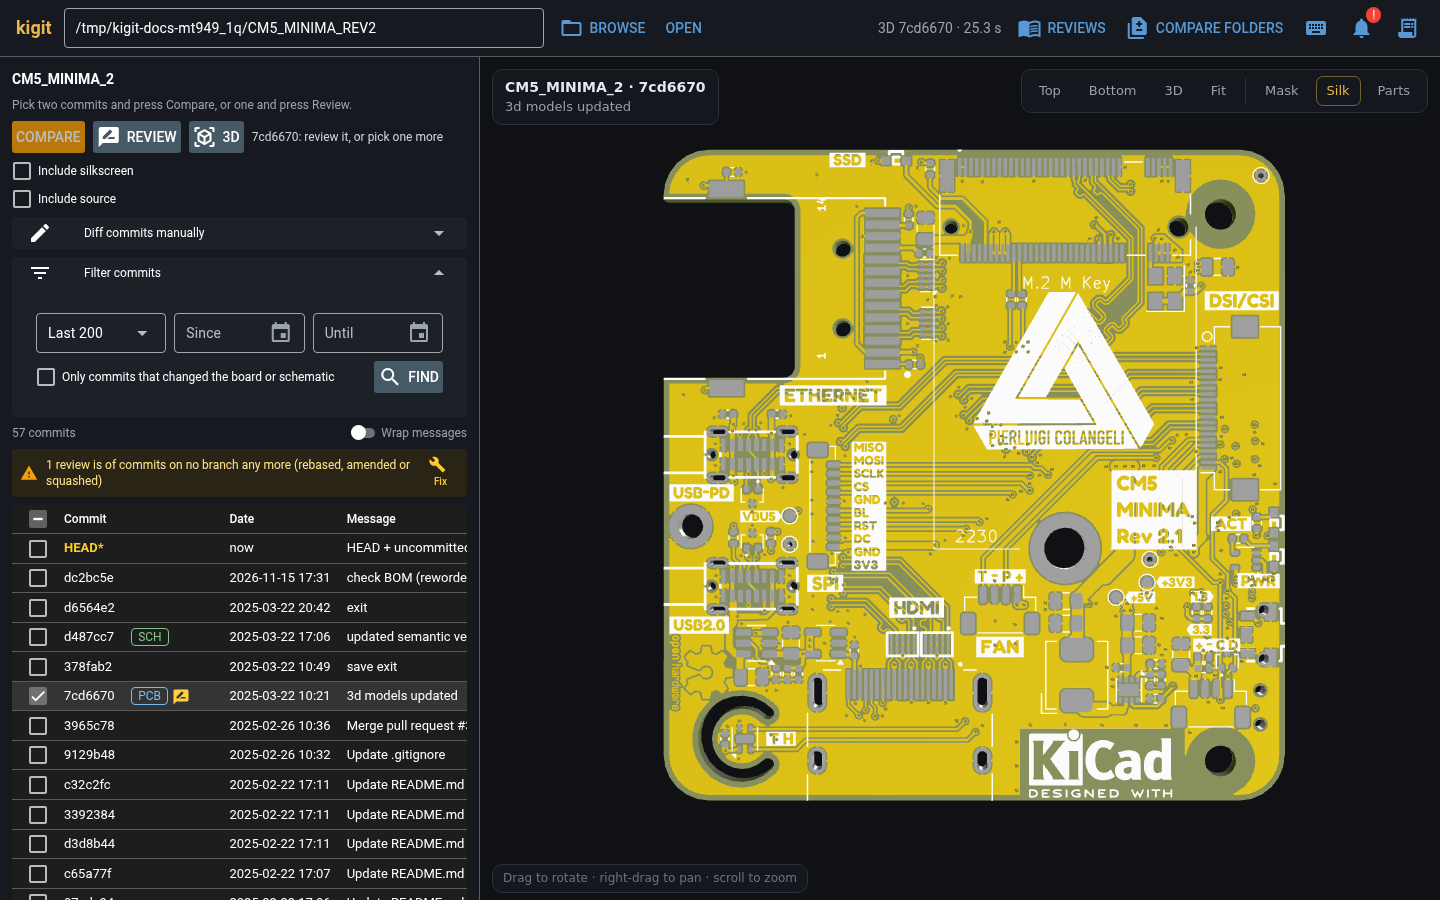 kigit
/tmp/kigit-docs-mt949_1q/CM5_MINIMA_REV2
BROWSE
OPEN
3D 7cd6670 · 25.3 s
REVIEWS
COMPARE FOLDERS
!
CM5_MINIMA_2
Pick two commits and press Compare, or one and press Review.
COMPARE
REVIEW
3D
7cd6670: review it, or pick one more
Include silkscreen
Include source
Diff commits manually
Filter commits
Last 200
Since
Until
Only commits that changed the board or schematic
FIND
57 commits
Wrap messages
1 review is of commits on no branch any more (rebased, amended or
squashed)
Fix
Commit Date Message
HEAD* now HEAD + uncommitted
dc2bc5e 2026-11-15 17:31 check BOM (reworde
d6564e2 2025-03-22 20:42 exit
d487cc7 SCH 2025-03-22 17:06 updated semantic ve
378fab2 2025-03-22 10:49 save exit
7cd6670 PCB 2025-03-22 10:21 3d models updated
3965c78 2025-02-26 10:36 Merge pull request #3
9129b48 2025-02-26 10:32 Update .gitignore
c32c2fc 2025-02-22 17:11 Update README.md
3392384 2025-02-22 17:11 Update README.md
d3d8b44 2025-02-22 17:11 Update README.md
c65a77f 2025-02-22 17:07 Update README.md
CM5_MINIMA_2 · 7cd6670
3d models updated
Top
Bottom
3D
Fit
Mask
Silk
Parts
SSD
14
M.2 M Key
DSI/CSI
1
ETHERNET
PIERLUIGI COLANGELI
MISO
MOSI
SCLK
CS
GND
BL
RST
DC
GND
3V3
USB-PD
VBUS
CM5
MINIMA
Rev 2.1
ACT
2230
SPI
T - P +
+3V3
+5V
PWR
HDMI
USB2.0
3.3
FAN
TH
KiCad
DESIGNED WITH
Drag to rotate · right-drag to pan · scroll to zoom